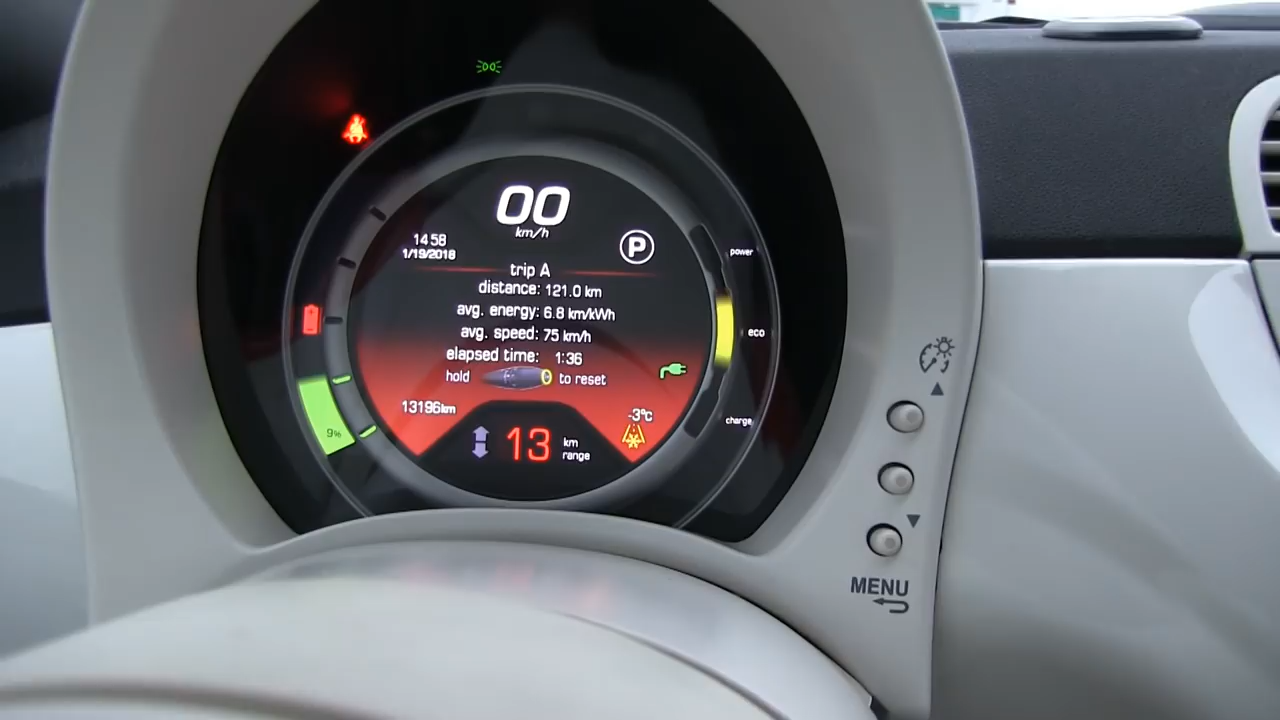 00
km/h
14:58
1/19/2018
P
power
trip A
distance: 121.0 km
avg. energy: 6.8 km/kWh
avg. speed: 75 km/h
eco
elapsed time: 1:36
hold to reset
13196km
-3°C
charge
9%
13 km range
MENU